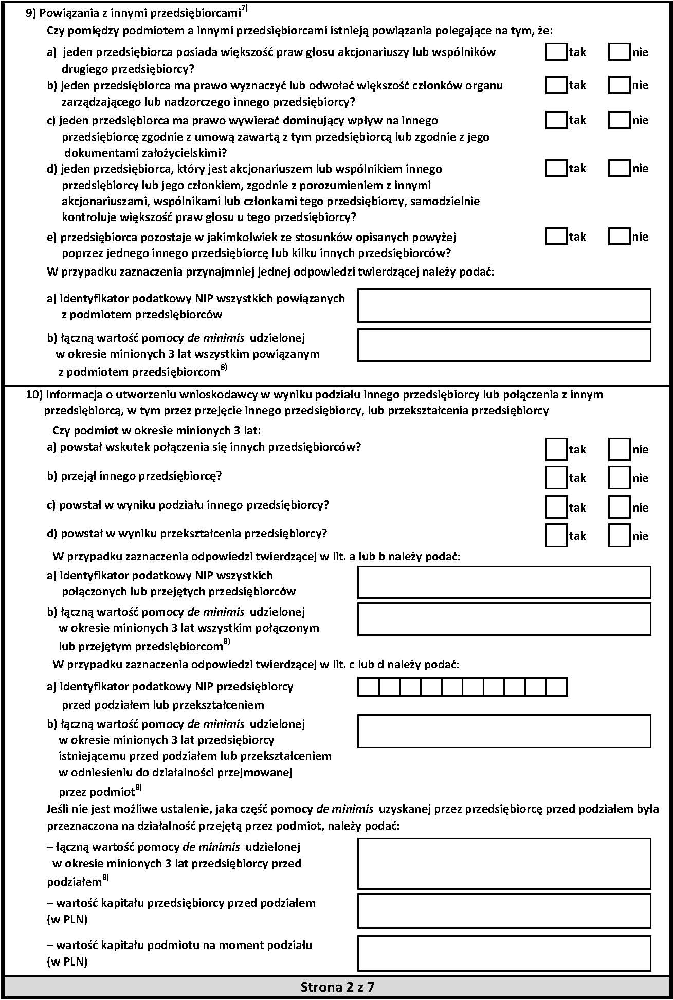 9) Powiązania z innymi przedsiębiorcami7)
Czy pomiędzy podmiotem a innymi przedsiębiorcami istnieją powiązania polegające na tym, że:
a) jeden przedsiębiorca posiada większość praw głosu akcjonariuszy lub wspólników tak nie
drugiego przedsiębiorcy?
b) jeden przedsiębiorca ma prawo wyznaczyć lub odwołać większość członków organu tak nie
zarządzającego lub nadzorczego innego przedsiębiorcy?
c) jeden przedsiębiorca ma prawo wywierać dominujący wpływ na innego tak nie
przedsiębiorcę zgodnie z umową zawartą z tym przedsiębiorcą lub zgodnie z jego
dokumentami założycielskimi?
d) jeden przedsiębiorca, który jest akcjonariuszem lub wspólnikiem innego tak nie
przedsiębiorcy lub jego członkiem, zgodnie z porozumieniem z innymi
akcjonariuszami, wspólnikami lub członkami tego przedsiębiorcy, samodzielnie
kontroluje większość praw głosu u tego przedsiębiorcy?
e) przedsiębiorca pozostaje w jakimkolwiek ze stosunków opisanych powyżej tak nie
poprzez jednego innego przedsiębiorcę lub kilku innych przedsiębiorców?
W przypadku zaznaczenia przynajmniej jednej odpowiedzi twierdzącej należy podać:
a) identyfikator podatkowy NIP wszystkich powiązanych
z podmiotem przedsiębiorców
b) łączną wartość pomocy de minimis udzielonej
w okresie minionych 3 lat wszystkim powiązanym
z podmiotem przedsiębiorcom8)
10) Informacja o utworzeniu wnioskodawcy w wyniku podziału innego przedsiębiorcy lub połączenia z innym
przedsiębiorcą, w tym przez przejęcie innego przedsiębiorcy, lub przekształcenia przedsiębiorcy
Czy podmiot w okresie minionych 3 lat:
a) powstał wskutek połączenia się innych przedsiębiorców? tak nie
b) przejął innego przedsiębiorcę? tak nie
c) powstał w wyniku podziału innego przedsiębiorcy? tak nie
d) powstał w wyniku przekształcenia przedsiębiorcy? tak nie
W przypadku zaznaczenia odpowiedzi twierdzącej w lit. a lub b należy podać:
a) identyfikator podatkowy NIP wszystkich
połączonych lub przejętych przedsiębiorców
b) łączną wartość pomocy de minimis udzielonej
w okresie minionych 3 lat wszystkim połączonym
lub przejętym przedsiębiorcom8)
W przypadku zaznaczenia odpowiedzi twierdzącej w lit. c lub d należy podać:
a) identyfikator podatkowy NIP przedsiębiorcy
przed podziałem lub przekształceniem
b) łączną wartość pomocy de minimis udzielonej
w okresie minionych 3 lat przedsiębiorcy
istniejącemu przed podziałem lub przekształceniem
w odniesieniu do działalności przejmowanej
przez podmiot8)
Jeśli nie jest możliwe ustalenie, jaka część pomocy de minimis uzyskanej przez przedsiębiorcę przed podziałem była
przeznaczona na działalność przejętą przez podmiot, należy podać:
– łączną wartość pomocy de minimis udzielonej
w okresie minionych 3 lat przedsiębiorcy przed
podziałem8)
– wartość kapitału przedsiębiorcy przed podziałem
(w PLN)
– wartość kapitału podmiotu na moment podziału
(w PLN)
Strona 2 z 7